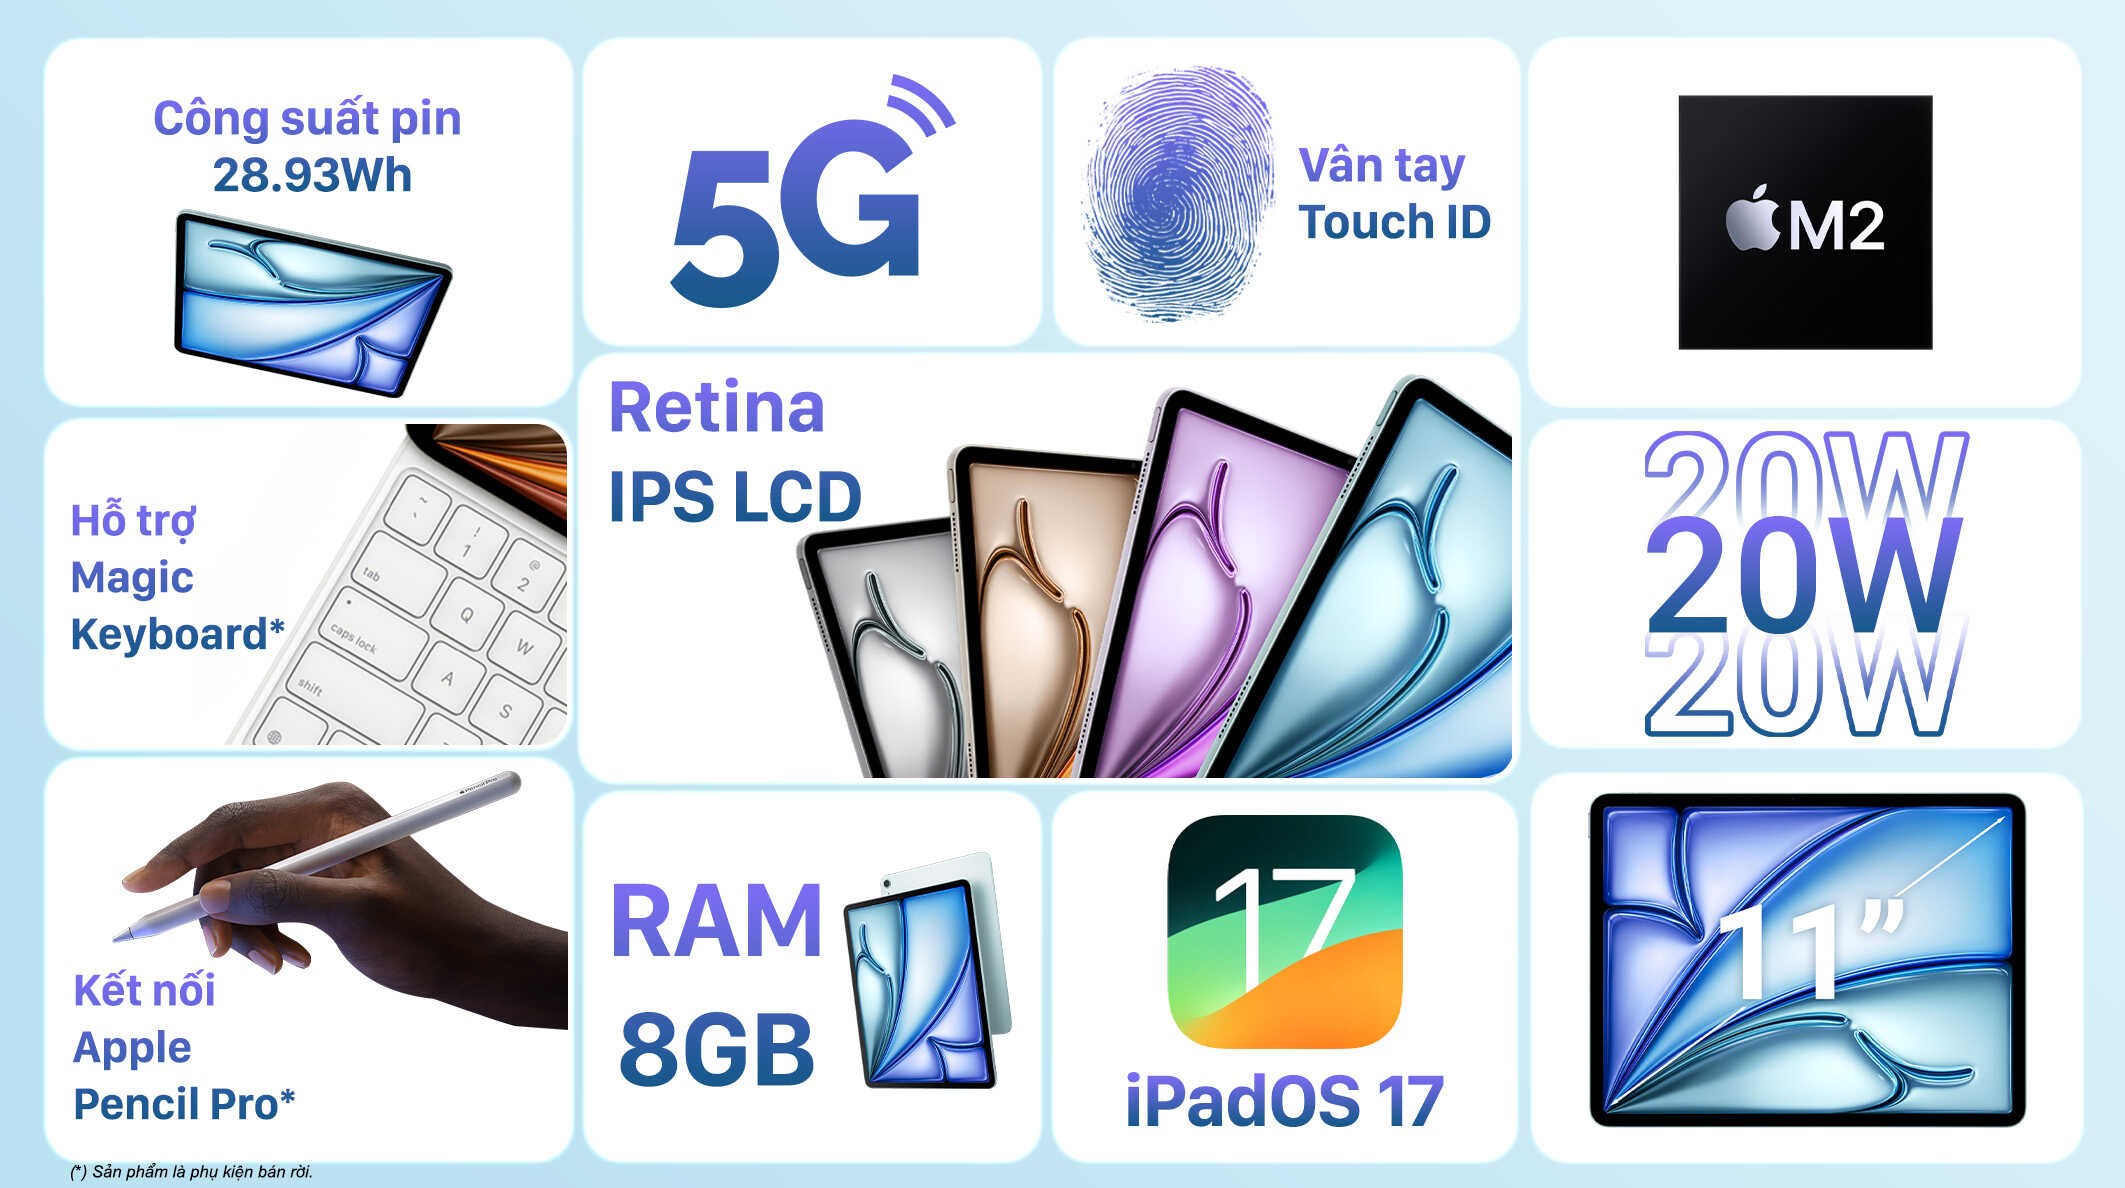 Công suất pin
28.93Wh
5G
Vân tay
Touch ID
M2
Hỗ trợ
Magic
Keyboard*
~
`
!
1
@
2
tab
Q
W
caps lock
A
S
shift
Retina
IPS LCD
20W
20W
20W
Pencil Pro
Kết nối
Apple
Pencil Pro*
RAM
8GB
17
iPadOS 17
11”
(*) Sản phẩm là phụ kiện bán rời.